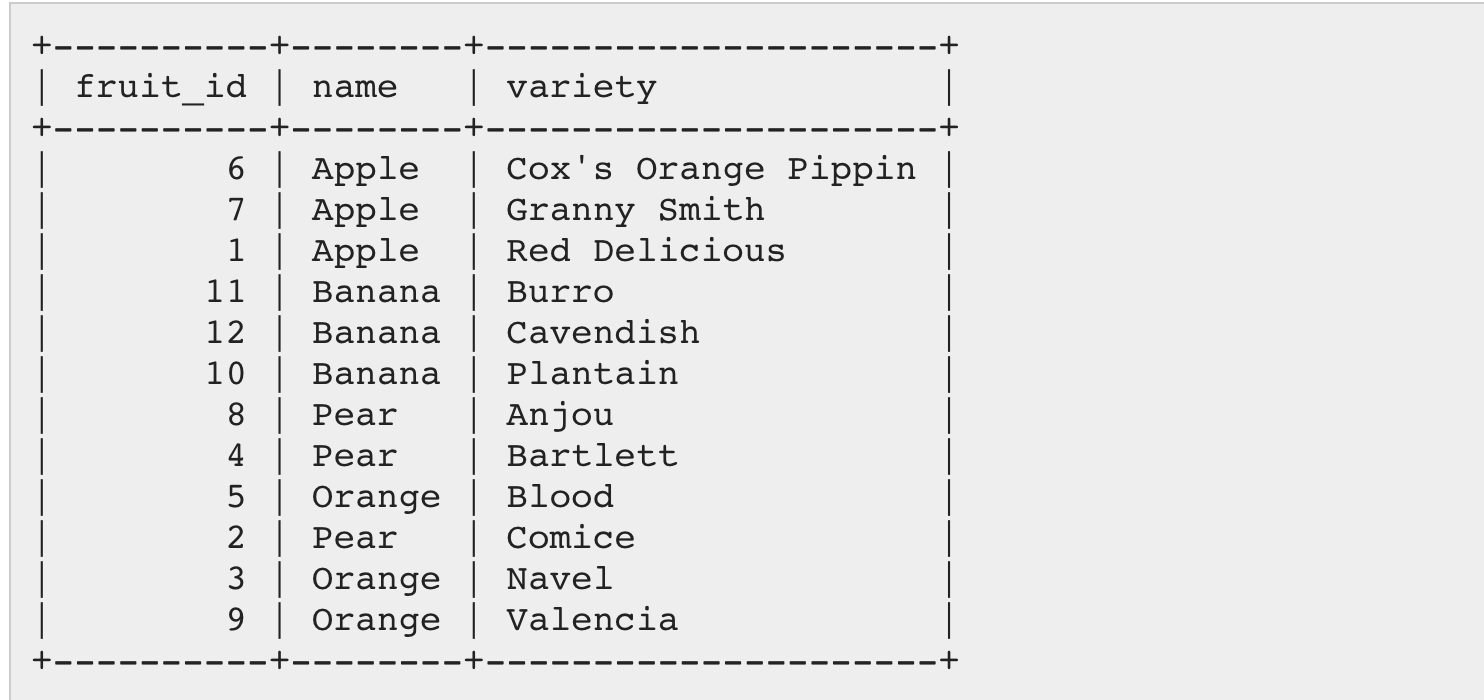 +----------+--------+---------------------+
| fruit_id | name   | variety             |
+----------+--------+---------------------+
|        6 | Apple  | Cox's Orange Pippin |
|        7 | Apple  | Granny Smith        |
|        1 | Apple  | Red Delicious       |
|       11 | Banana | Burro               |
|       12 | Banana | Cavendish           |
|       10 | Banana | Plantain            |
|        8 | Pear   | Anjou               |
|        4 | Pear   | Bartlett            |
|        5 | Orange | Blood               |
|        2 | Pear   | Comice              |
|        3 | Orange | Navel               |
|        9 | Orange | Valencia            |
+----------+--------+---------------------+